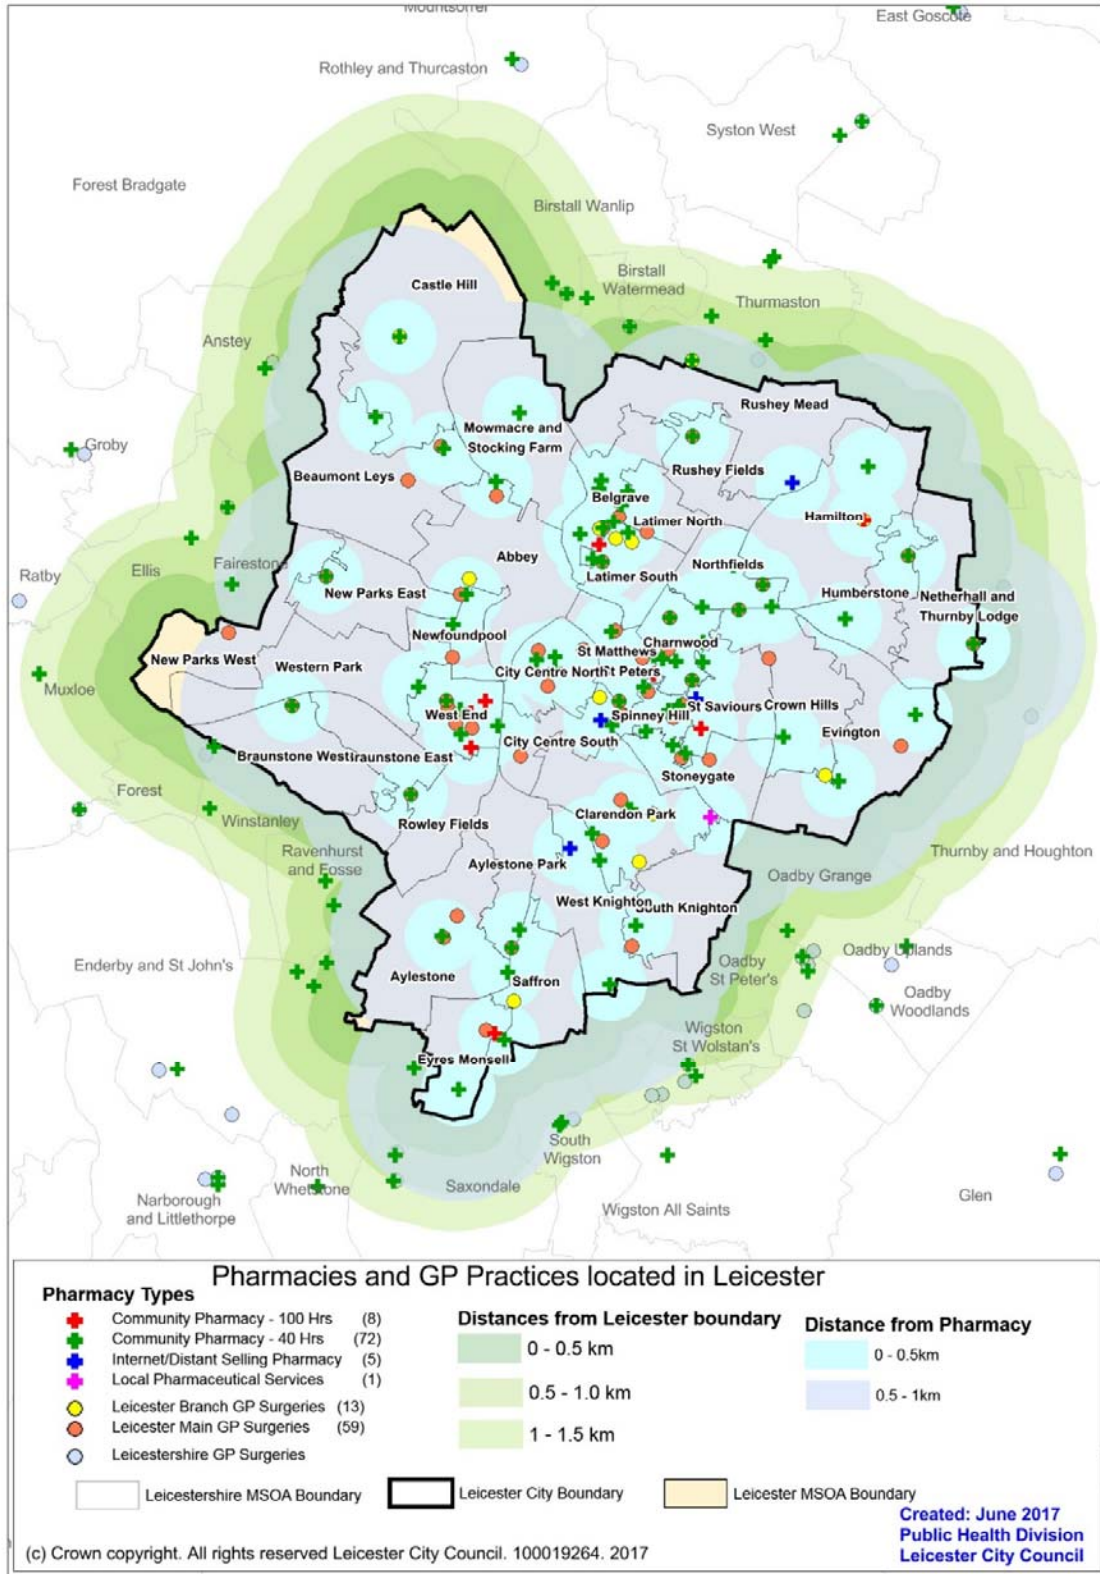 Mountsorrel
East Goscote
Rothley and Thurcaston
Syston West
Forest Bradgate
Birstall Wanlip
Birstall
Watermead
Castle Hill
Thurmaston
Anstey
Rushey Mead
Mowmacre and
Stocking Farm
Groby
Rushey Fields
Beaumont Leys
Belgrave
Hamilton
Latimer North
Abbey
Ellis
Fairestone
Northfields
Ratby
Latimer South
New Parks East
Humberstone
Netherhall and
Thurnby Lodge
Newfoundpool
Charnwood
St Matthews
New Parks West
Western Park
City Centre North
St Peters
Muxloe
St Saviours
Crown Hills
West End
Spinney Hill
Evington
City Centre South
Braunstone West
Braunstone East
Stoneygate
Forest
Clarendon Park
Winstanley
Rowley Fields
Ravenhurst
and Fosse
Thurnby and Houghton
Aylestone Park
Oadby Grange
West Knighton
South Knighton
Oadby Uplands
Enderby and St John's
Oadby
St Peter's
Aylestone
Saffron
Oadby
Woodlands
Wigston
St Wolstan's
Eyres Monsell
South
Wigston
North
Whetstone
Saxondale
Glen
Narborough
and Littlethorpe
Wigston All Saints
Pharmacies and GP Practices located in Leicester
Pharmacy Types
Community Pharmacy - 100 Hrs (8)
Community Pharmacy - 40 Hrs (72)
Internet/Distant Selling Pharmacy (5)
Local Pharmaceutical Services (1)
Leicester Branch GP Surgeries (13)
Leicester Main GP Surgeries (59)
Leicestershire GP Surgeries
Distances from Leicester boundary
0 - 0.5 km
0.5 - 1.0 km
1 - 1.5 km
Distance from Pharmacy
0 - 0.5km
0.5 - 1km
Leicestershire MSOA Boundary
Leicester City Boundary
Leicester MSOA Boundary
Created: June 2017
Public Health Division
Leicester City Council
(c) Crown copyright. All rights reserved Leicester City Council. 100019264. 2017